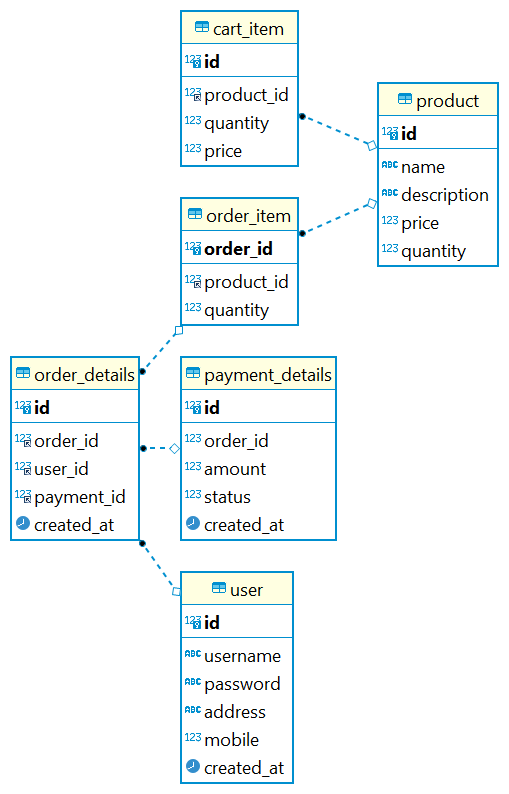 cart_item
123 id
123 product_id
123 quantity
123 price
product
123 id
ABC name
ABC description
123 price
123 quantity
order_item
123 order_id
123 product_id
123 quantity
order_details
123 id
123 order_id
123 user_id
123 payment_id
created_at
payment_details
123 id
123 order_id
123 amount
123 status
created_at
user
123 id
ABC username
ABC password
ABC address
123 mobile
created_at